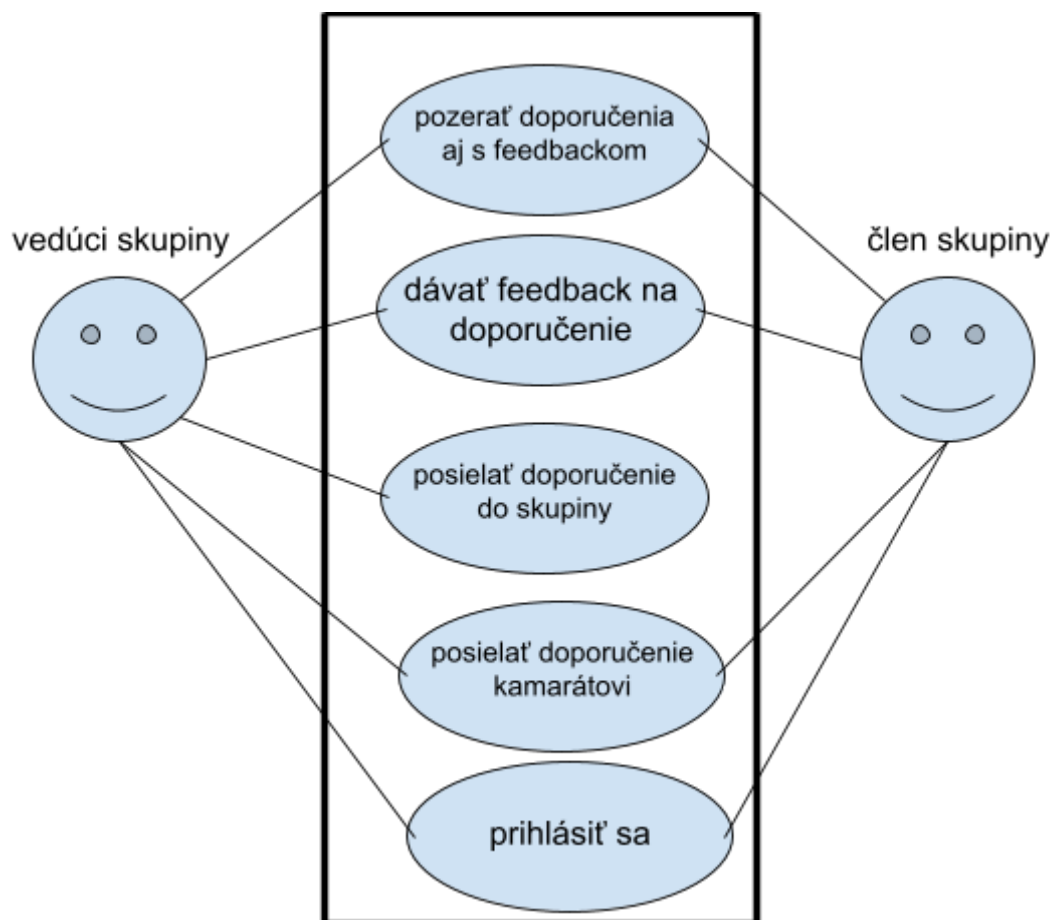 pozerať doporučenia
aj s feedbackom
vedúci skupiny
člen skupiny
dávať feedback na
doporučenie
posielať doporučenie
do skupiny
posielať doporučenie
kamarátovi
prihlásiť sa